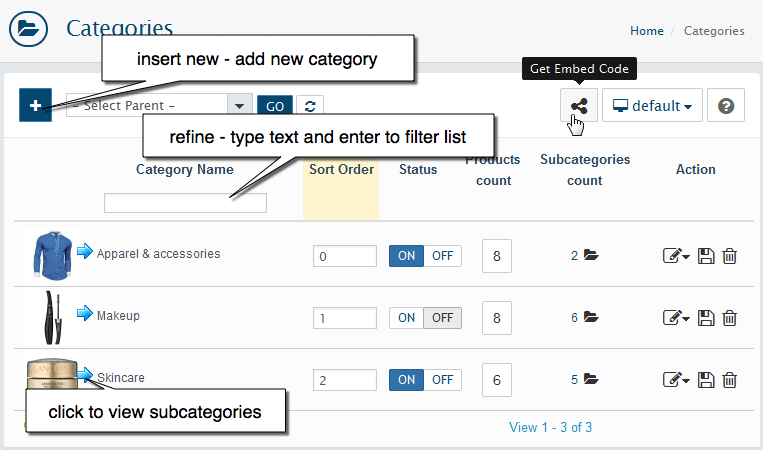 Categories
Home / Categories
insert new - add new category
Get Embed Code
- Select Parent -
GO
default
refine - type text and enter to filter list
Category Name
Sort Order
Status
Products count
Subcategories count
Action
Apparel & accessories
0
ON OFF
8
2
Makeup
1
ON OFF
8
6
Skincare
2
ON OFF
6
5
click to view subcategories
View 1 - 3 of 3